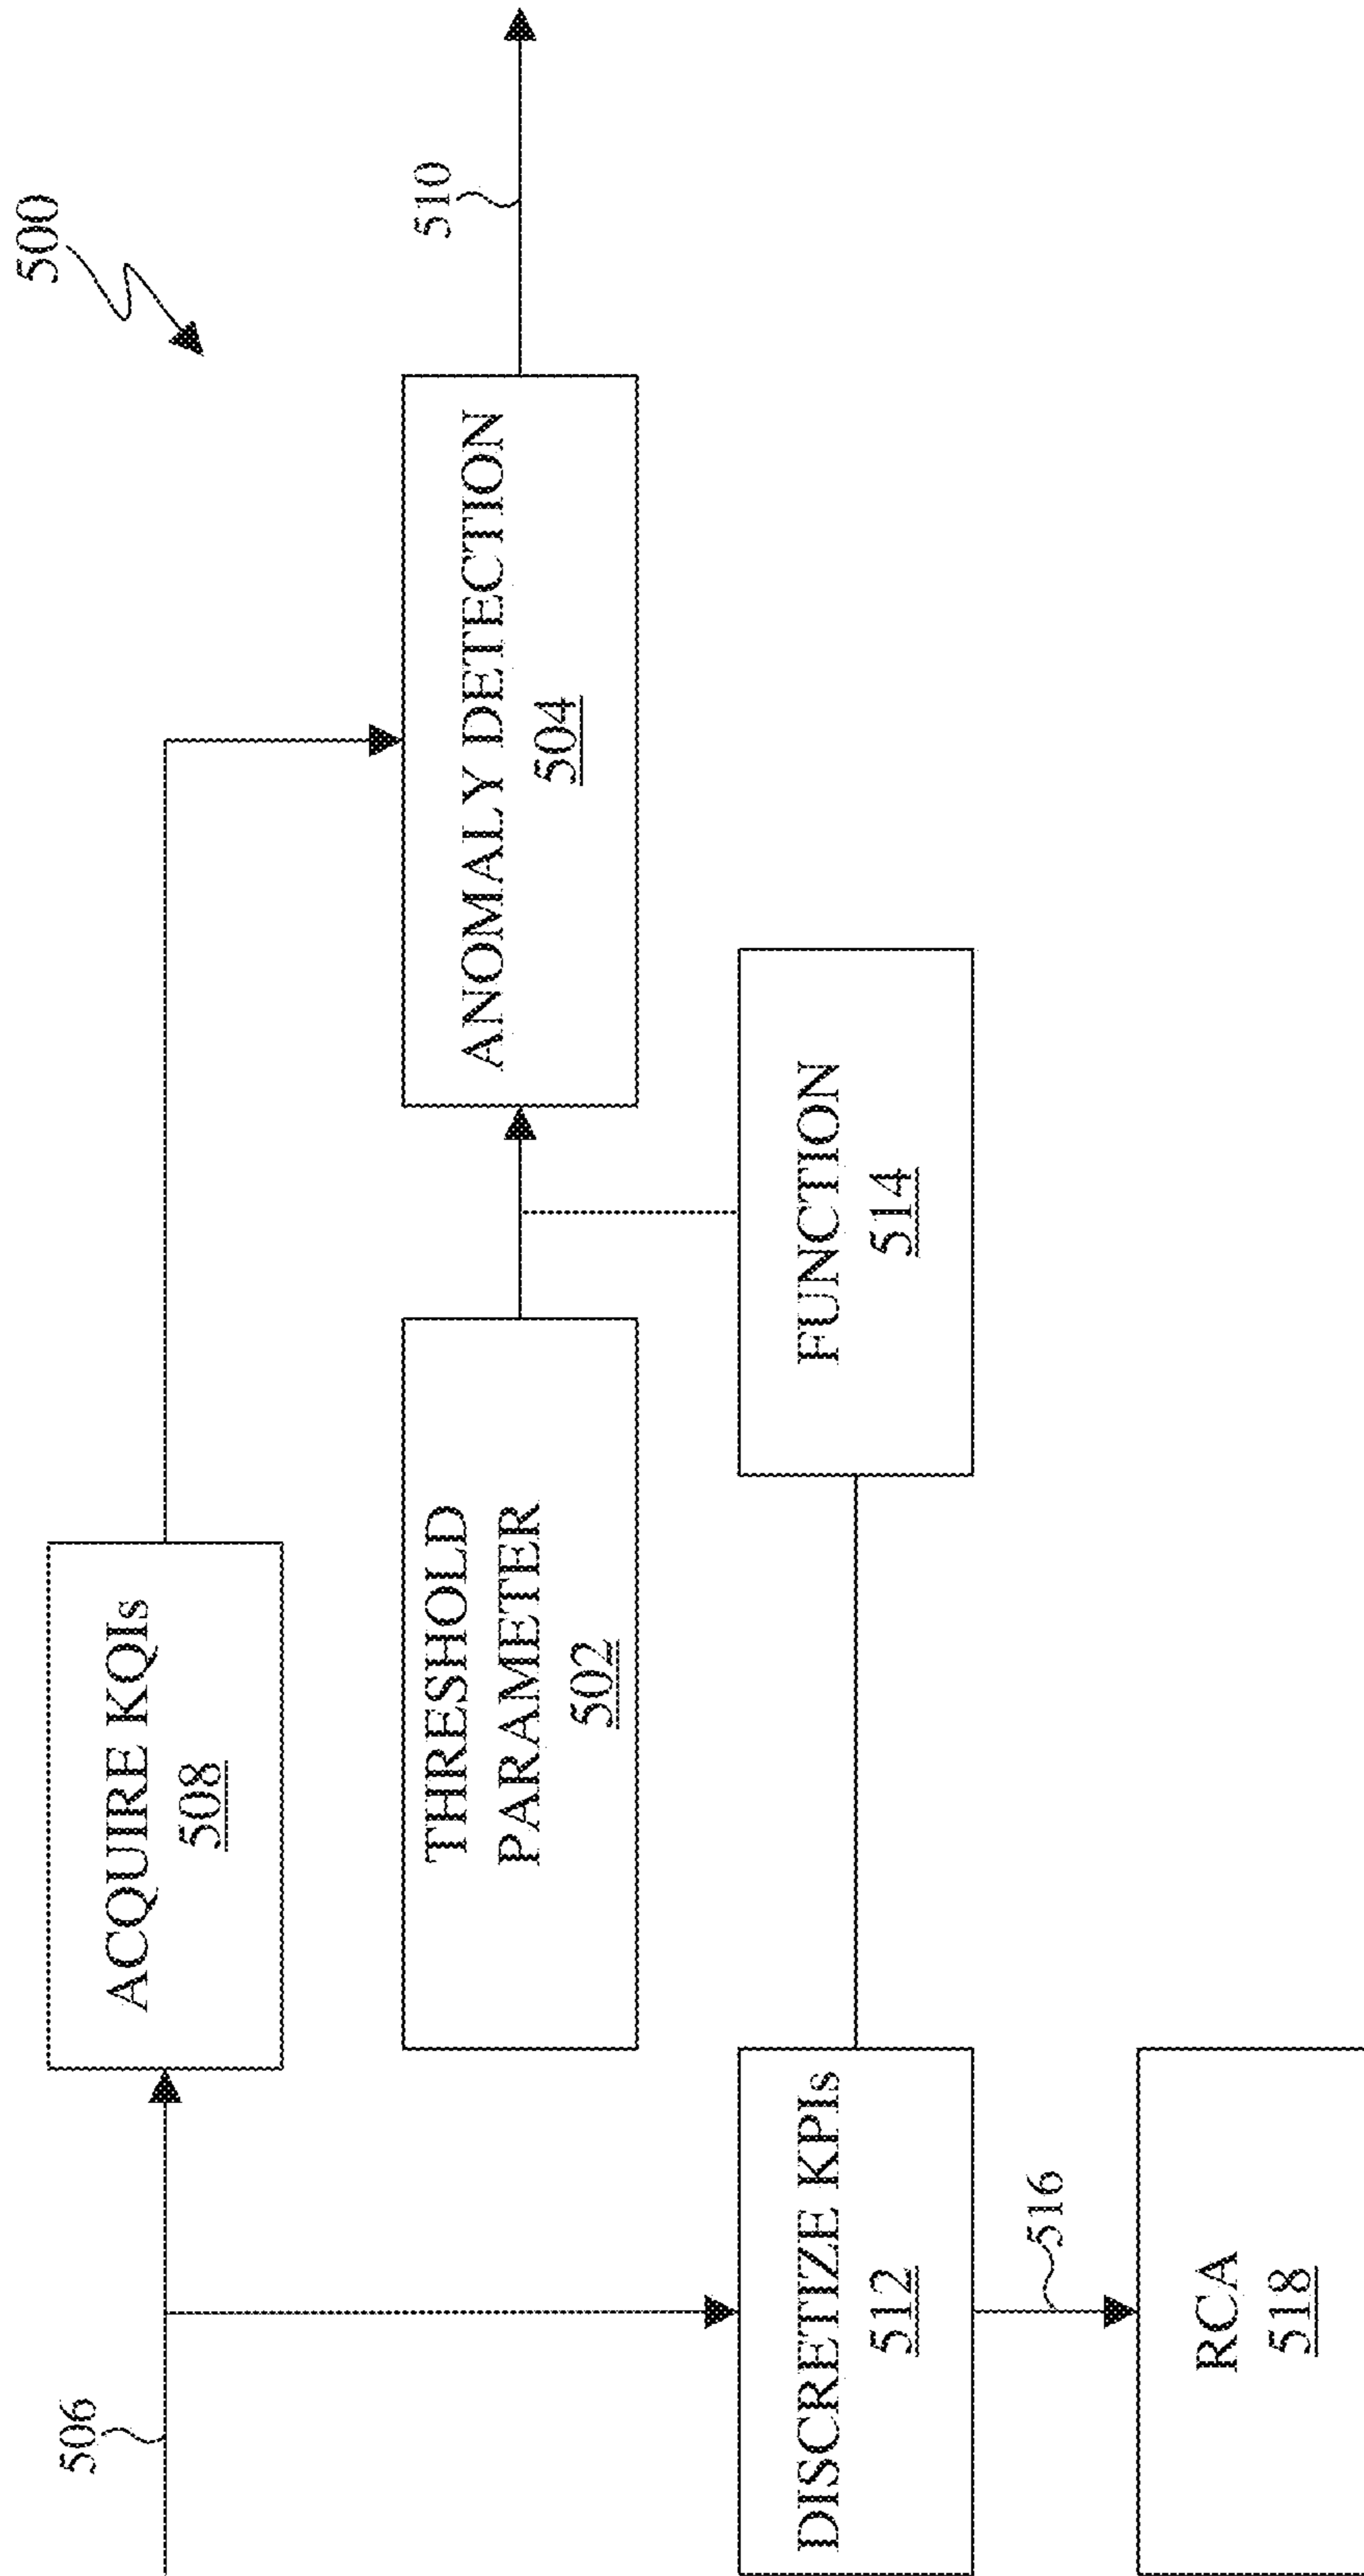 500
506
ACQUIRE KQIs
508
510
THRESHOLD
PARAMETER
502
ANOMALY DETECTION
504
DISCRETIZE KPIs
512
FUNCTION
514
516
RCA
518